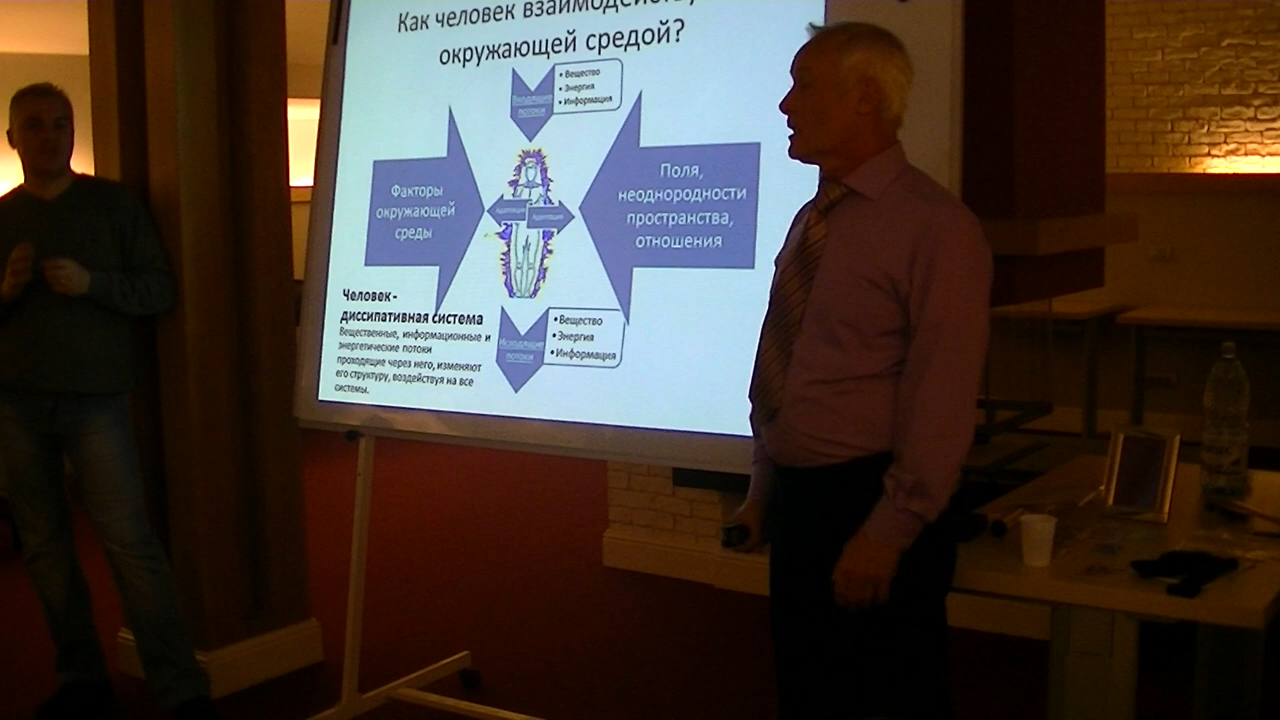 Как человек взаимодейству
окружающей средой?
Входящие
потоки
• Вещество
• Энергия
• Информация
Факторы
окружающей
среды
Поля,
неоднородности
пространства,
отношения
Адаптация
Адаптация
Человек-
диссипативная система
Вещественные, информационные и
энергетические потоки
проходящие через него, изменяют
его структуру, воздействуя на все
системы.
Исходящие
потоки
•Вещество
•Энергия
•Информация